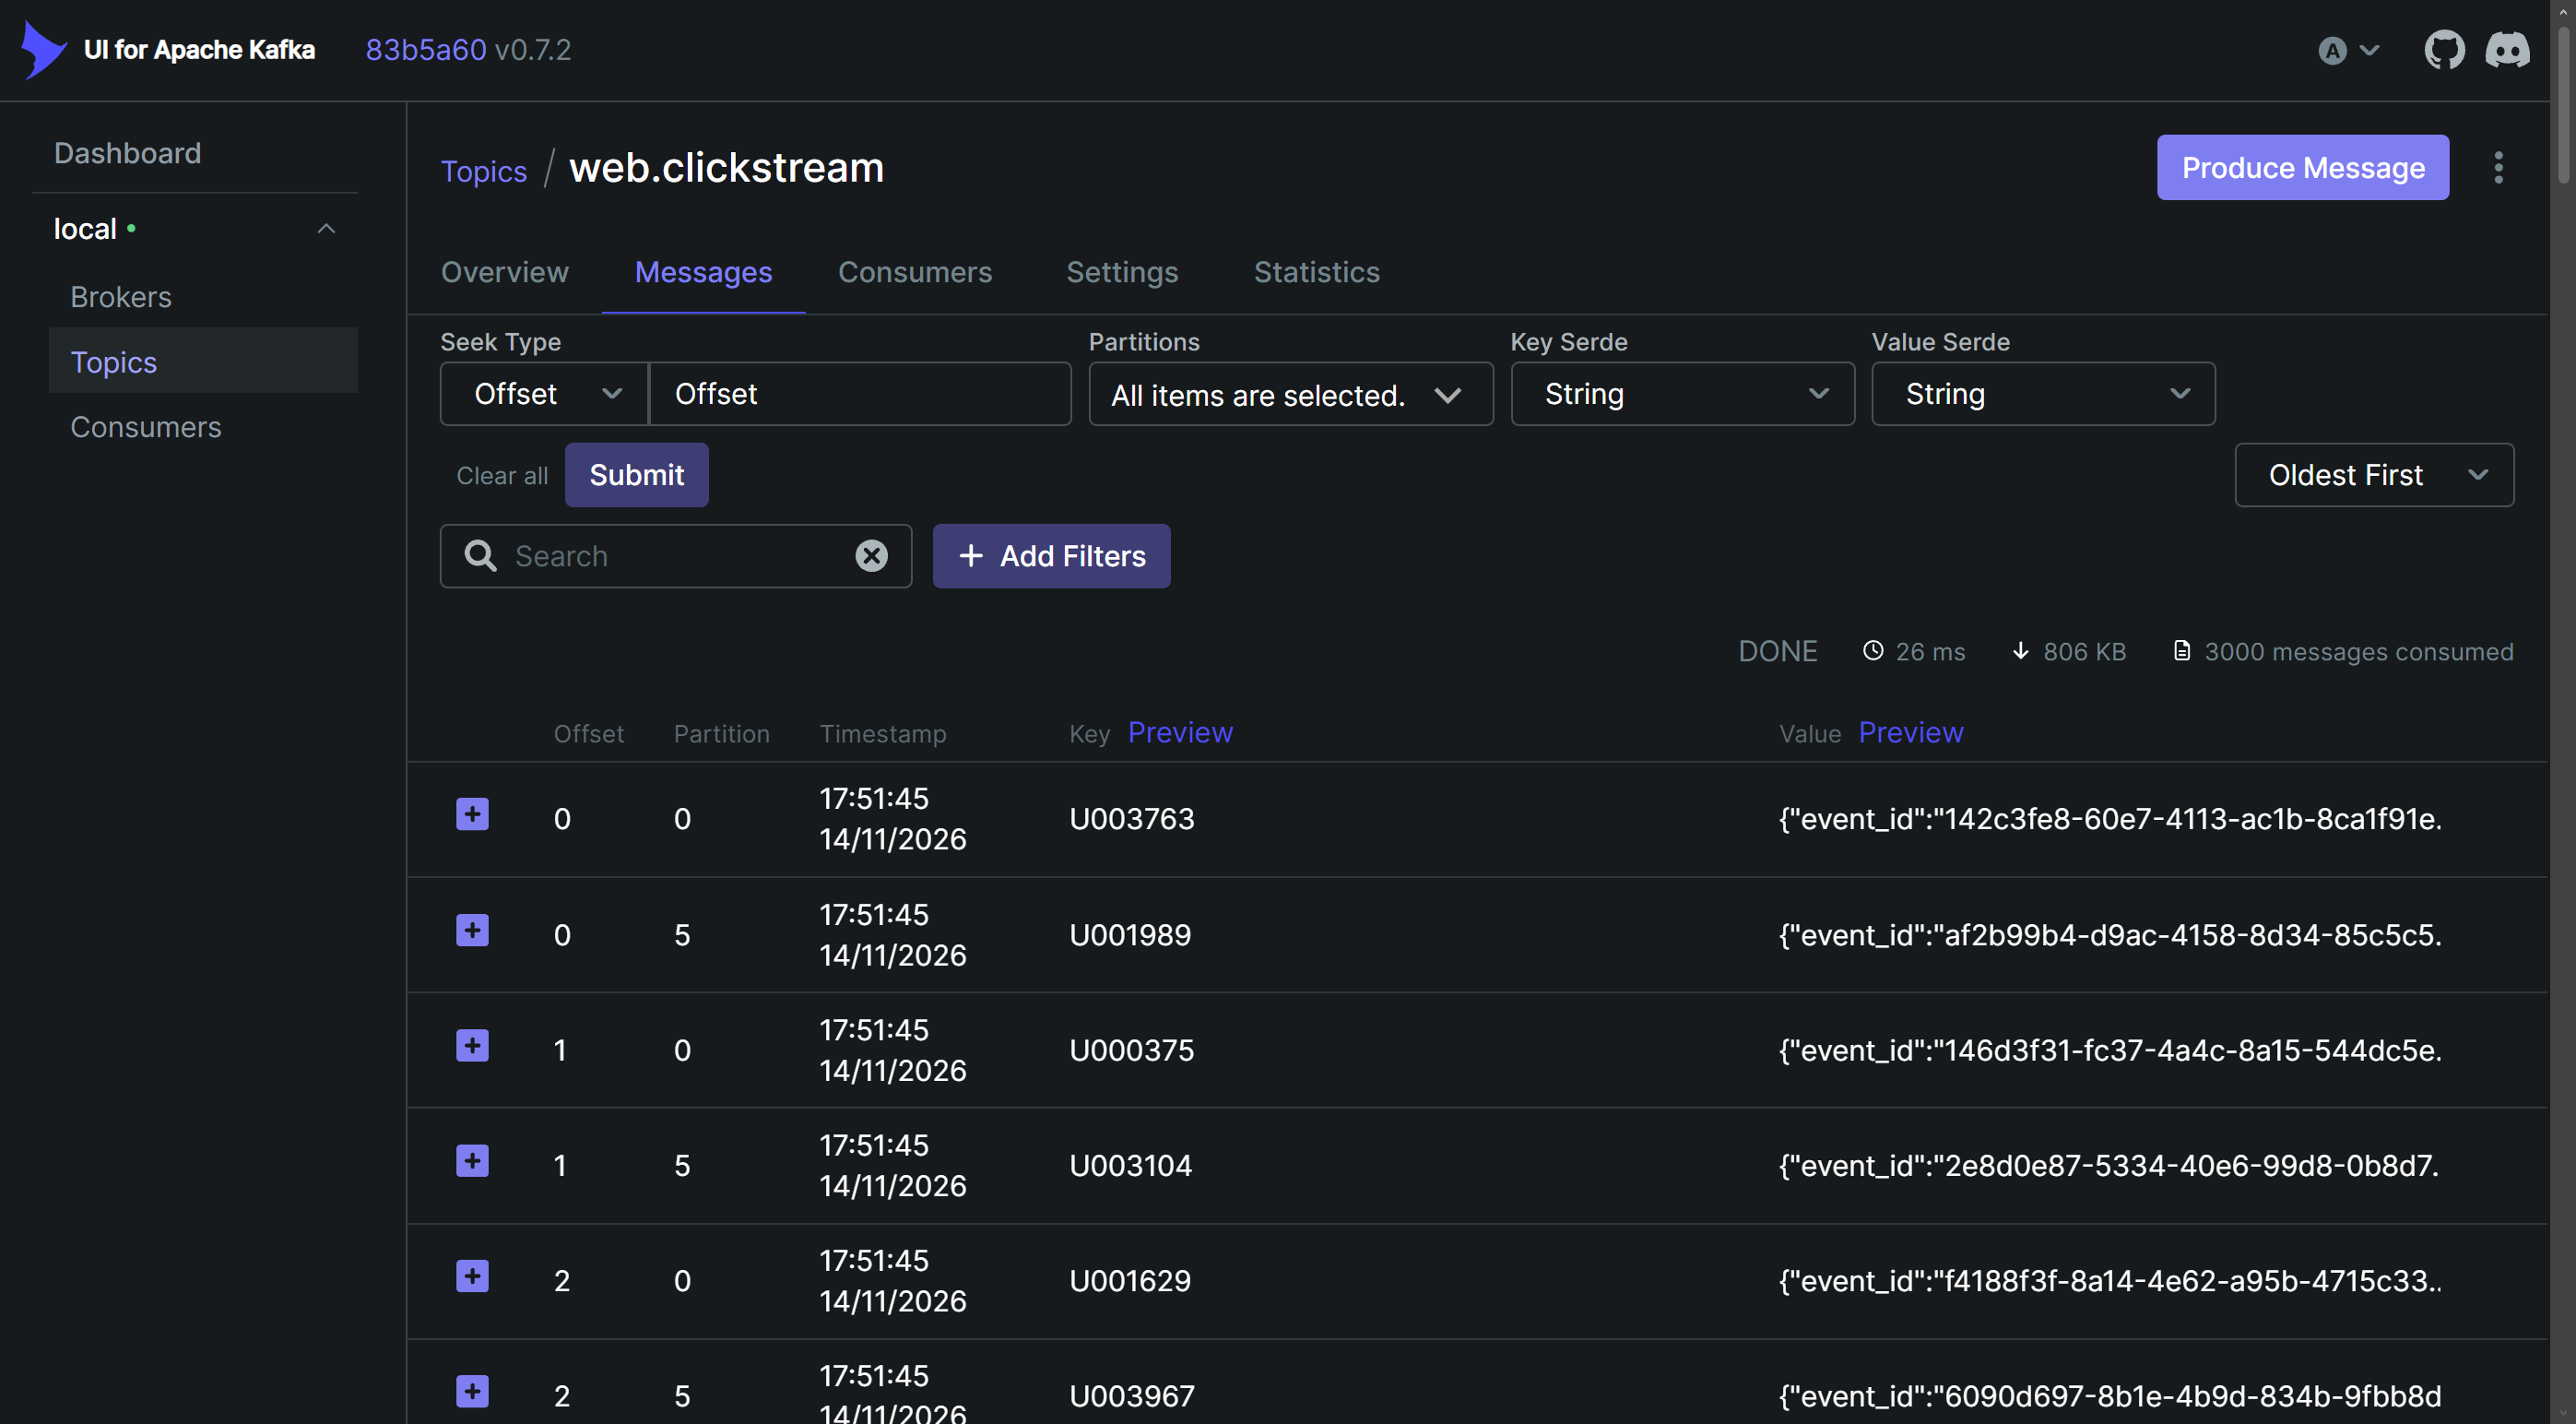 UI for Apache Kafka 83b5a60 v0.7.2 A
Dashboard
local
Brokers
Topics
Consumers
Topics / web.clickstream
Produce Message
Overview Messages Consumers Settings Statistics
Seek Type Partitions Key Serde Value Serde
Offset Offset All items are selected. String String
Clear all Submit Oldest First
Search Add Filters
DONE 26 ms 806 KB 3000 messages consumed
Offset Partition Timestamp Key Preview Value Preview
0 0 17:51:45 U003763 {"event_id":"142c3fe8-60e7-4113-ac1b-8ca1f91e.
14/11/2026
0 5 17:51:45 U001989 {"event_id":"af2b99b4-d9ac-4158-8d34-85c5c5.
14/11/2026
1 0 17:51:45 U000375 {"event_id":"146d3f31-fc37-4a4c-8a15-544dc5e.
14/11/2026
1 5 17:51:45 U003104 {"event_id":"2e8d0e87-5334-40e6-99d8-0b8d7.
14/11/2026
2 0 17:51:45 U001629 {"event_id":"f4188f3f-8a14-4e62-a95b-4715c33..
14/11/2026
2 5 17:51:45 U003967 {"event_id":"6090d697-8b1e-4b9d-834b-9fbb8d
14/11/2026